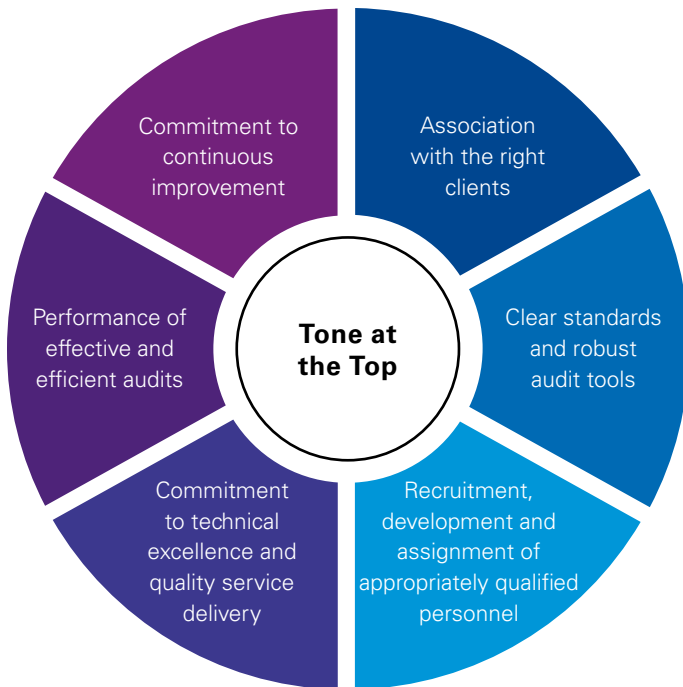 Commitment to
continuous
improvement
Association
with the right
clients
Performance of
effective and
efficient audits
Tone at
the Top
Clear standards
and robust
audit tools
Commitment
to technical
excellence and
quality service
delivery
Recruitment,
development and
assignment of
appropriately qualified
personnel